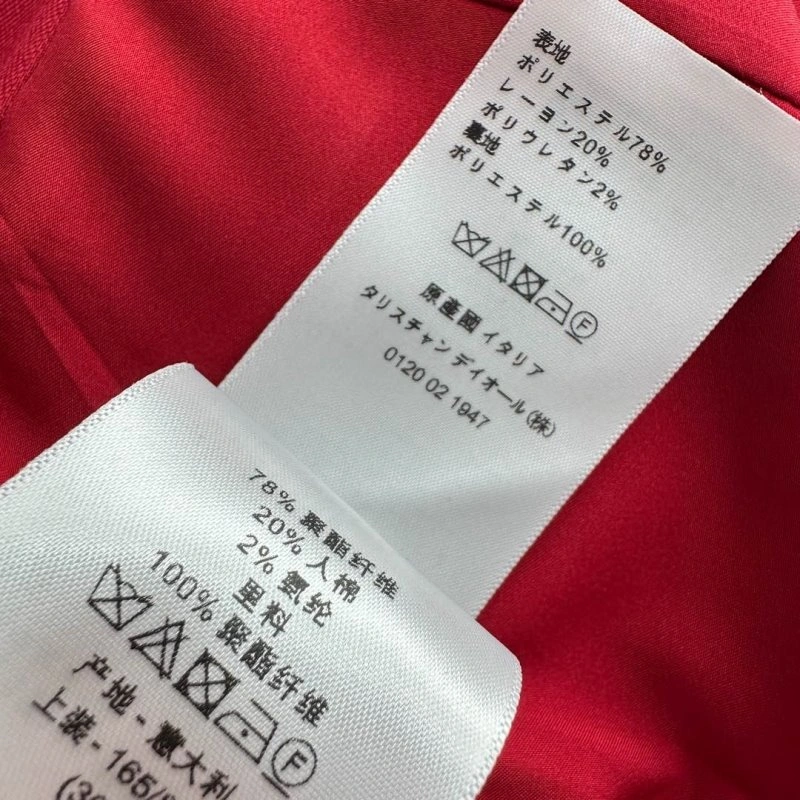 表地
ポリエステル78%
レーヨン20%
ポリウレタン2%
裏地
ポリエステル100%
F
原産國 イタリア
タリスチャン ディオール(株)
0120 02 1947
78% 聚酯纤维
20% 人棉
2% 氨纶
里料
100% 聚酯纤维
F
产地 - 意大利
上装 - 165/